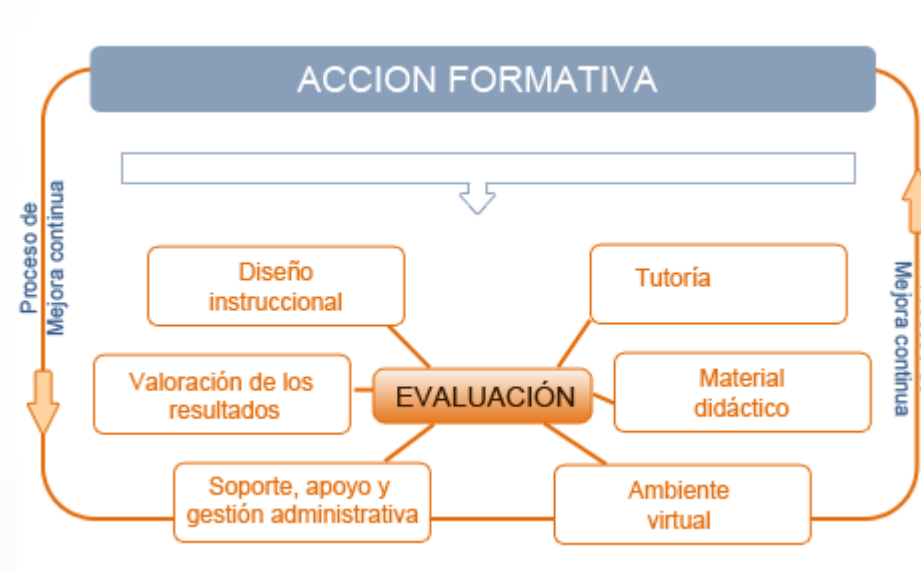 ACCION FORMATIVA
Proceso de
Mejora continua
Diseño
instruccional
Tutoría
Valoración de los
resultados
EVALUACIÓN
Material
didáctico
Soporte, apoyo y
gestión administrativa
Ambiente
virtual
Mejora continua